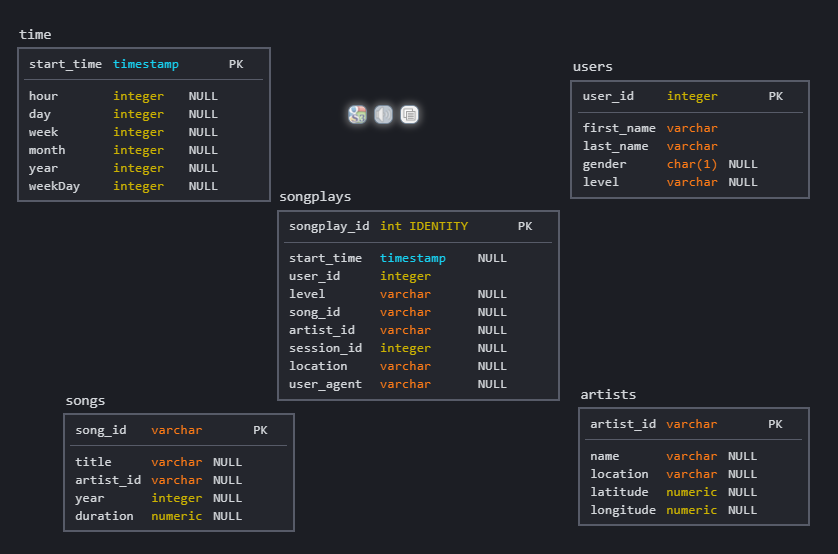 time
start_time timestamp PK
hour integer NULL
day integer NULL
week integer NULL
month integer NULL
year integer NULL
weekDay integer NULL
users
user_id integer PK
first_name varchar
last_name varchar
gender char(1) NULL
level varchar NULL
songplays
songplay_id int IDENTITY PK
start_time timestamp NULL
user_id integer
level varchar NULL
song_id varchar NULL
artist_id varchar NULL
session_id integer NULL
location varchar NULL
user_agent varchar NULL
songs
song_id varchar PK
title varchar NULL
artist_id varchar NULL
year integer NULL
duration numeric NULL
artists
artist_id varchar PK
name varchar NULL
location varchar NULL
latitude numeric NULL
longitude numeric NULL